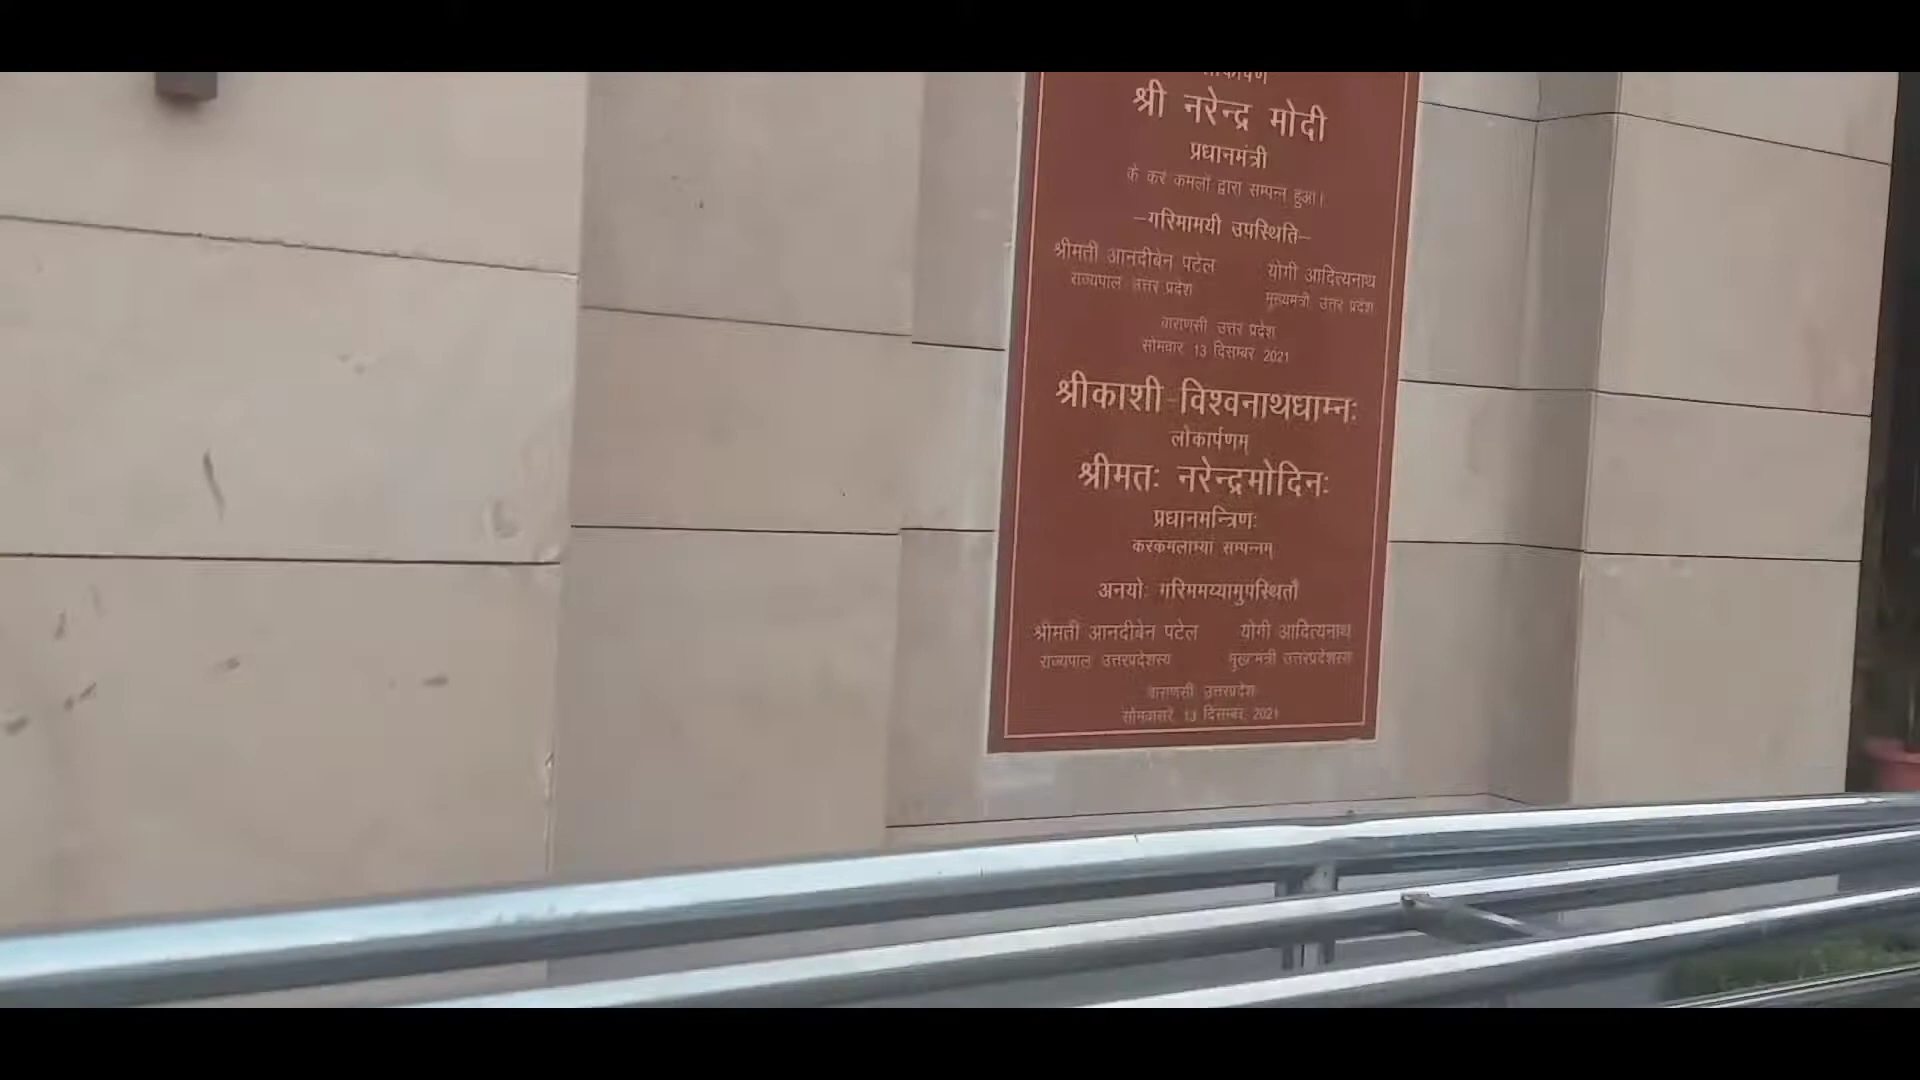 लोकार्पण
श्री नरेन्द्र मोदी
प्रधानमंत्री
के कर कमलों द्वारा सम्पन्न हुआ।
—गरिमामयी उपस्थिति—
श्रीमती आनंदीबेन पटेल योगी आदित्यनाथ
राज्यपाल उत्तर प्रदेश मुख्यमंत्री उत्तर प्रदेश
वाराणसी उत्तर प्रदेश
सोमवार 13 दिसम्बर 2021
श्रीकाशी विश्वनाथधाम्नः
लोकार्पणम्
श्रीमतः नरेन्द्रमोदिनः
प्रधानमन्त्रिणः
करकमलाभ्यां सम्पन्नम्
अनयोः गरिममय्यामुपस्थितौ
श्रीमती आनंदीबेन पटेल योगी आदित्यनाथ
राज्यपाल उत्तरप्रदेशस्य मुख्यमंत्री उत्तरप्रदेशस्य
वाराणसी उत्तरप्रदेश
सोमवासरे 13 दिसम्बर, 2021